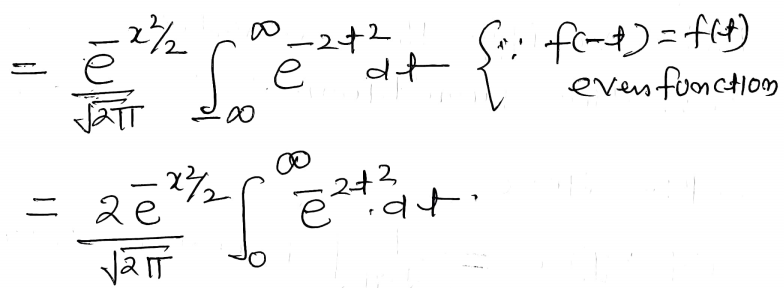 = e^{-x²/2}/√2π ∫_{-∞}^{∞} e^{-2t²} dt {∵ f(-t) = f(t)
even function
= 2e^{-x²/2}/√2π ∫_0^∞ e^{-2t²}.dt.